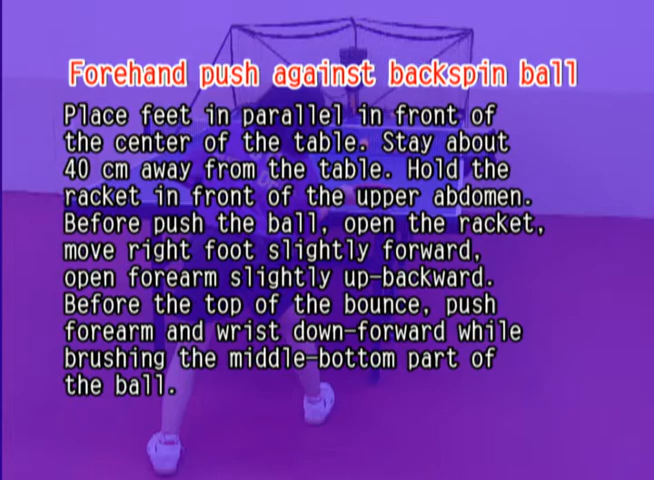 Forehand push against backspin ball
Place feet in parallel in front of
the center of the table. Stay about
40 cm away from the table. Hold the
racket in front of the upper abdomen.
Before push the ball, open the racket,
move right foot slightly forward,
open forearm slightly up-backward.
Before the top of the bounce, push
forearm and wrist down-forward while
brushing the middle-bottom part of
the ball.